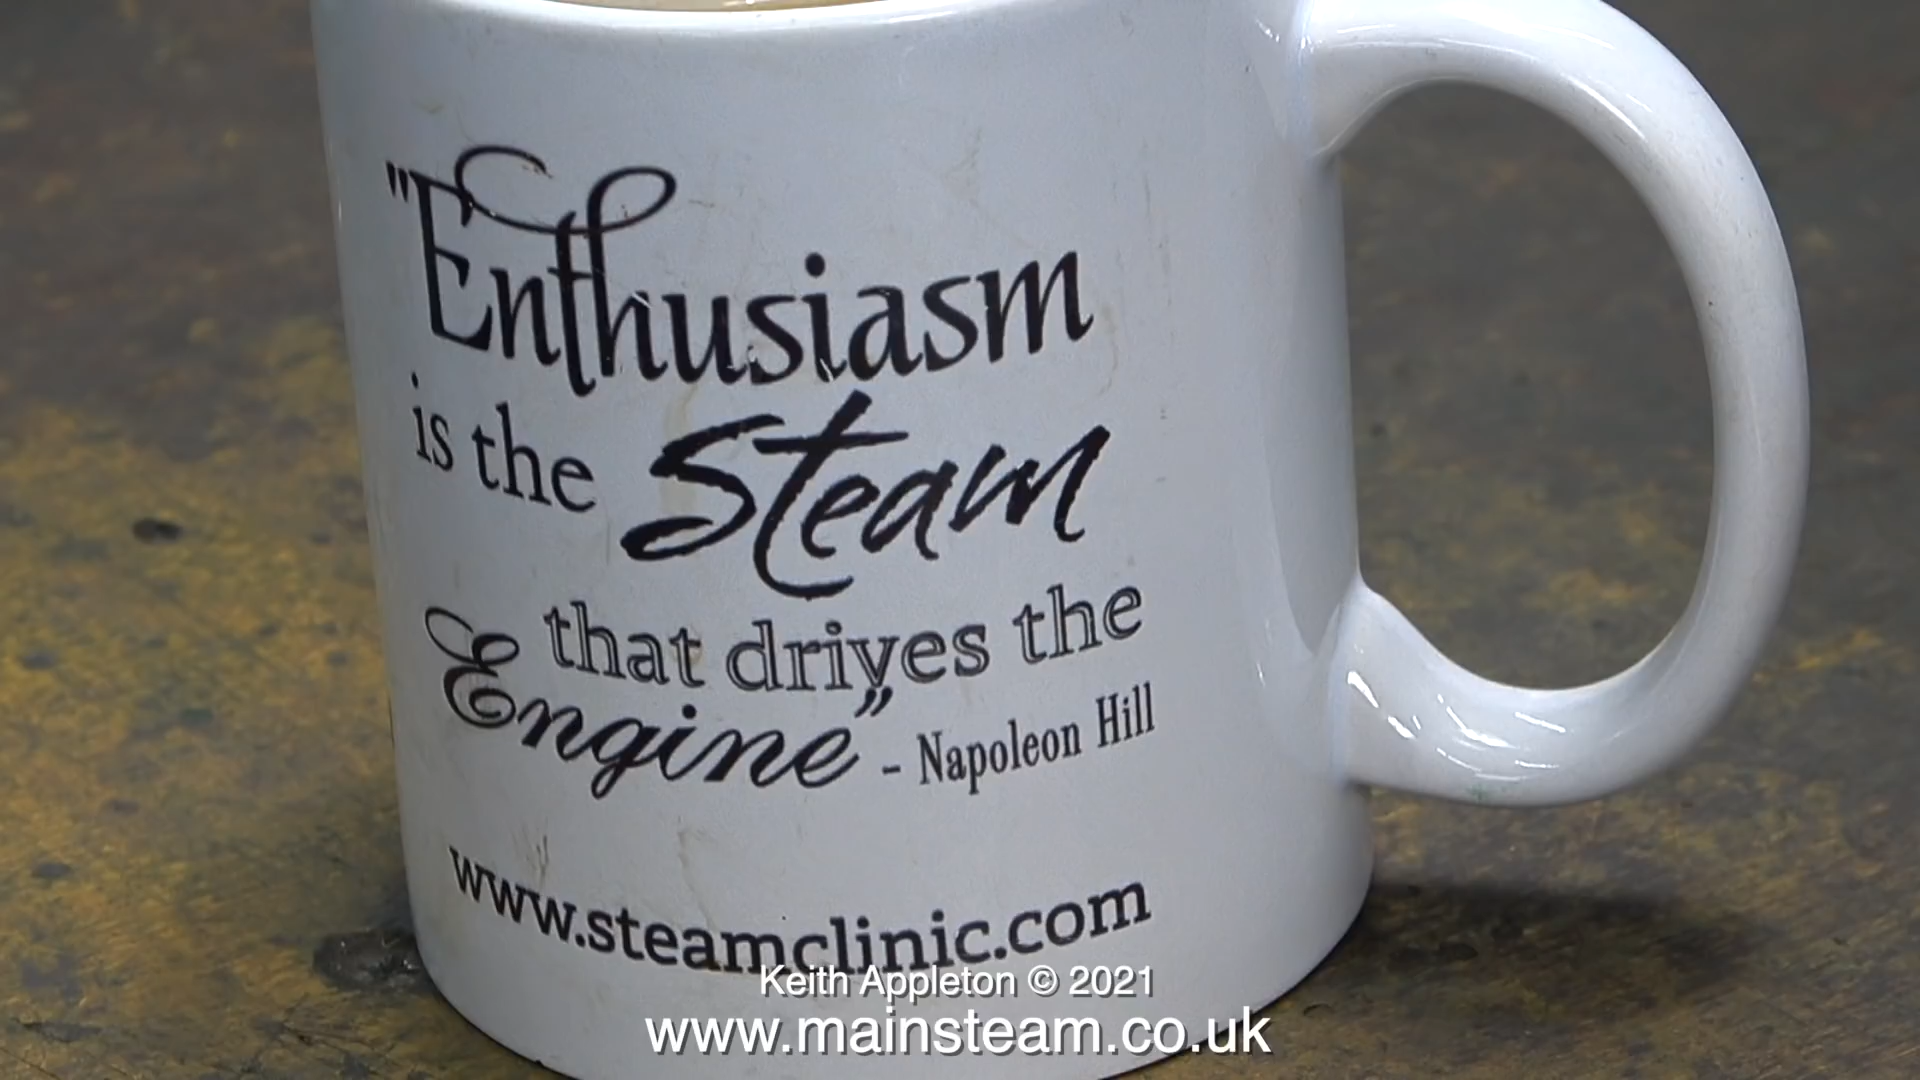 "Enthusiasm
is the Steam
that drives the
Engine” - Napoleon Hill
www.steamclinic.com
Keith Appleton © 2021
www.mainsteam.co.uk